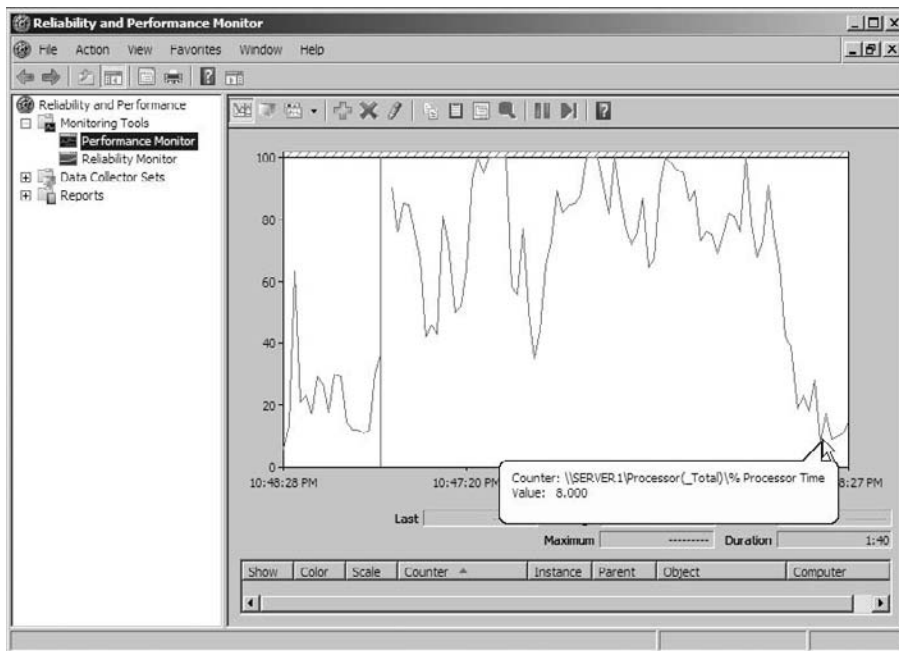 Reliability and Performance Monitor
File Action View Favorites Window Help
Reliability and Performance
Monitoring Tools
Performance Monitor
Reliability Monitor
Data Collector Sets
Reports
100
80
60
40
20
0
10:48:28 PM 10:47:20 PM 8:27 PM
Counter: \\SERVER1\Processor(_Total)\% Processor Time
Value: 8.000
Last
Maximum --------- Duration 1:40
Show Color Scale Counter Instance Parent Object Computer